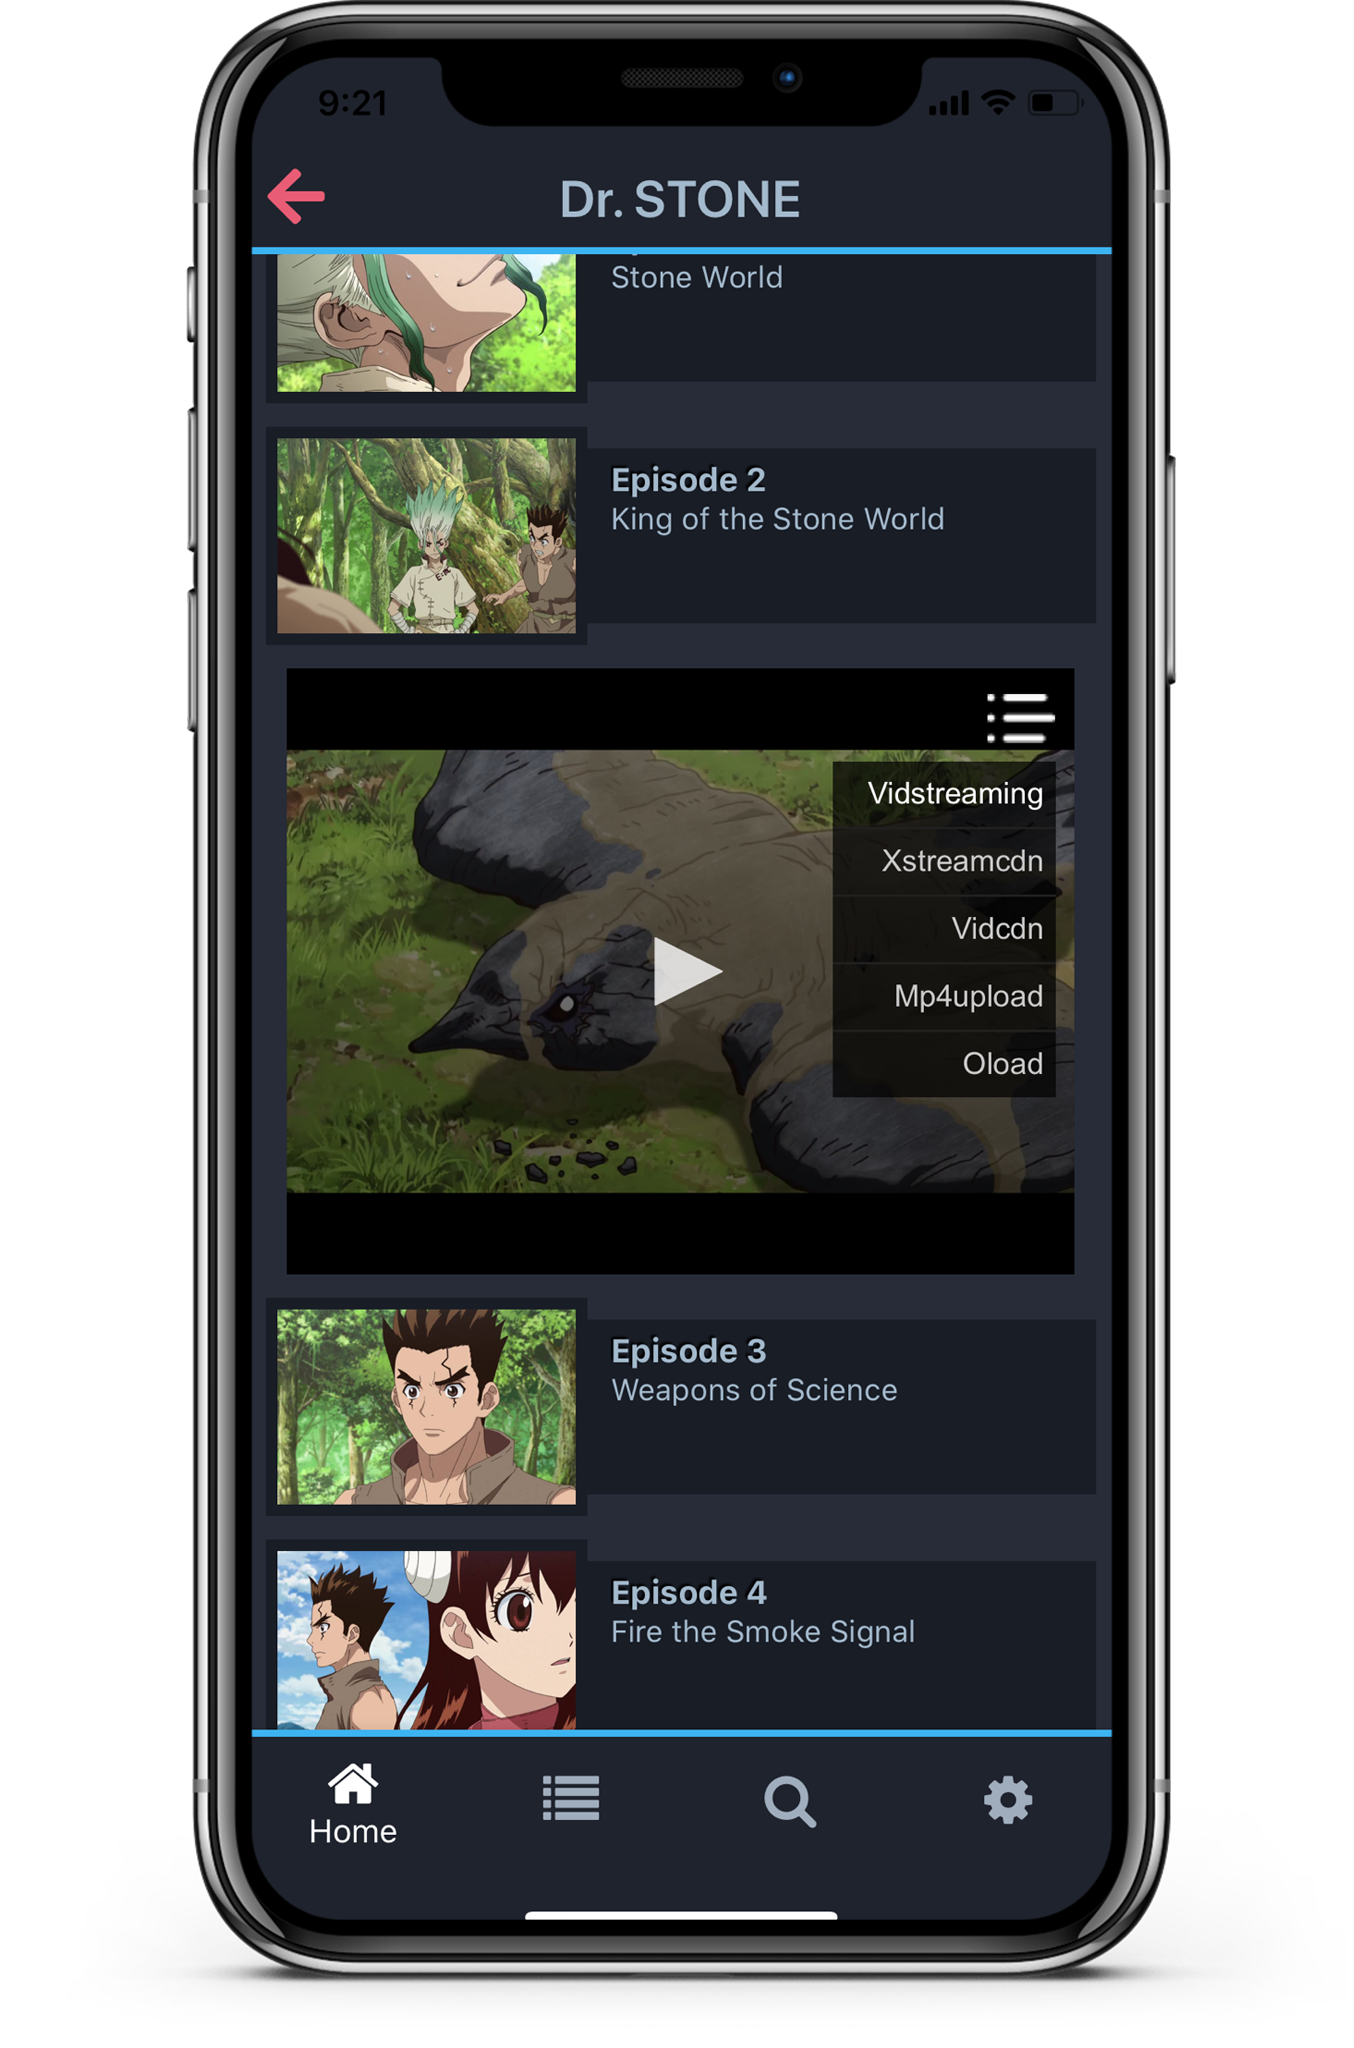 9:21
Dr. STONE
Stone World
Episode 2
King of the Stone World
Vidstreaming
Xstreamcdn
Vidcdn
Mp4upload
Oload
Episode 3
Weapons of Science
Episode 4
Fire the Smoke Signal
Home